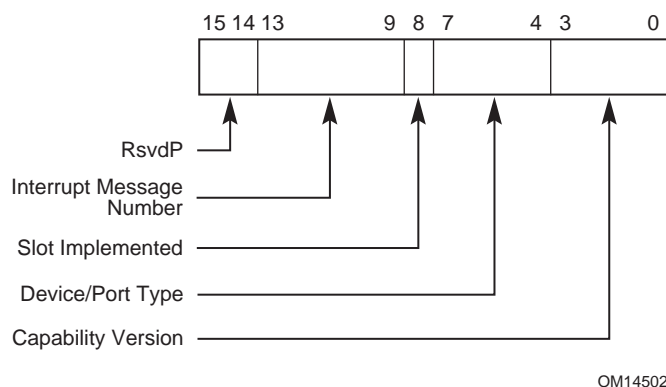 15 14 13 9 8 7 4 3 0
RsvdP
Interrupt Message
Number
Slot Implemented
Device/Port Type
Capability Version
OM14502